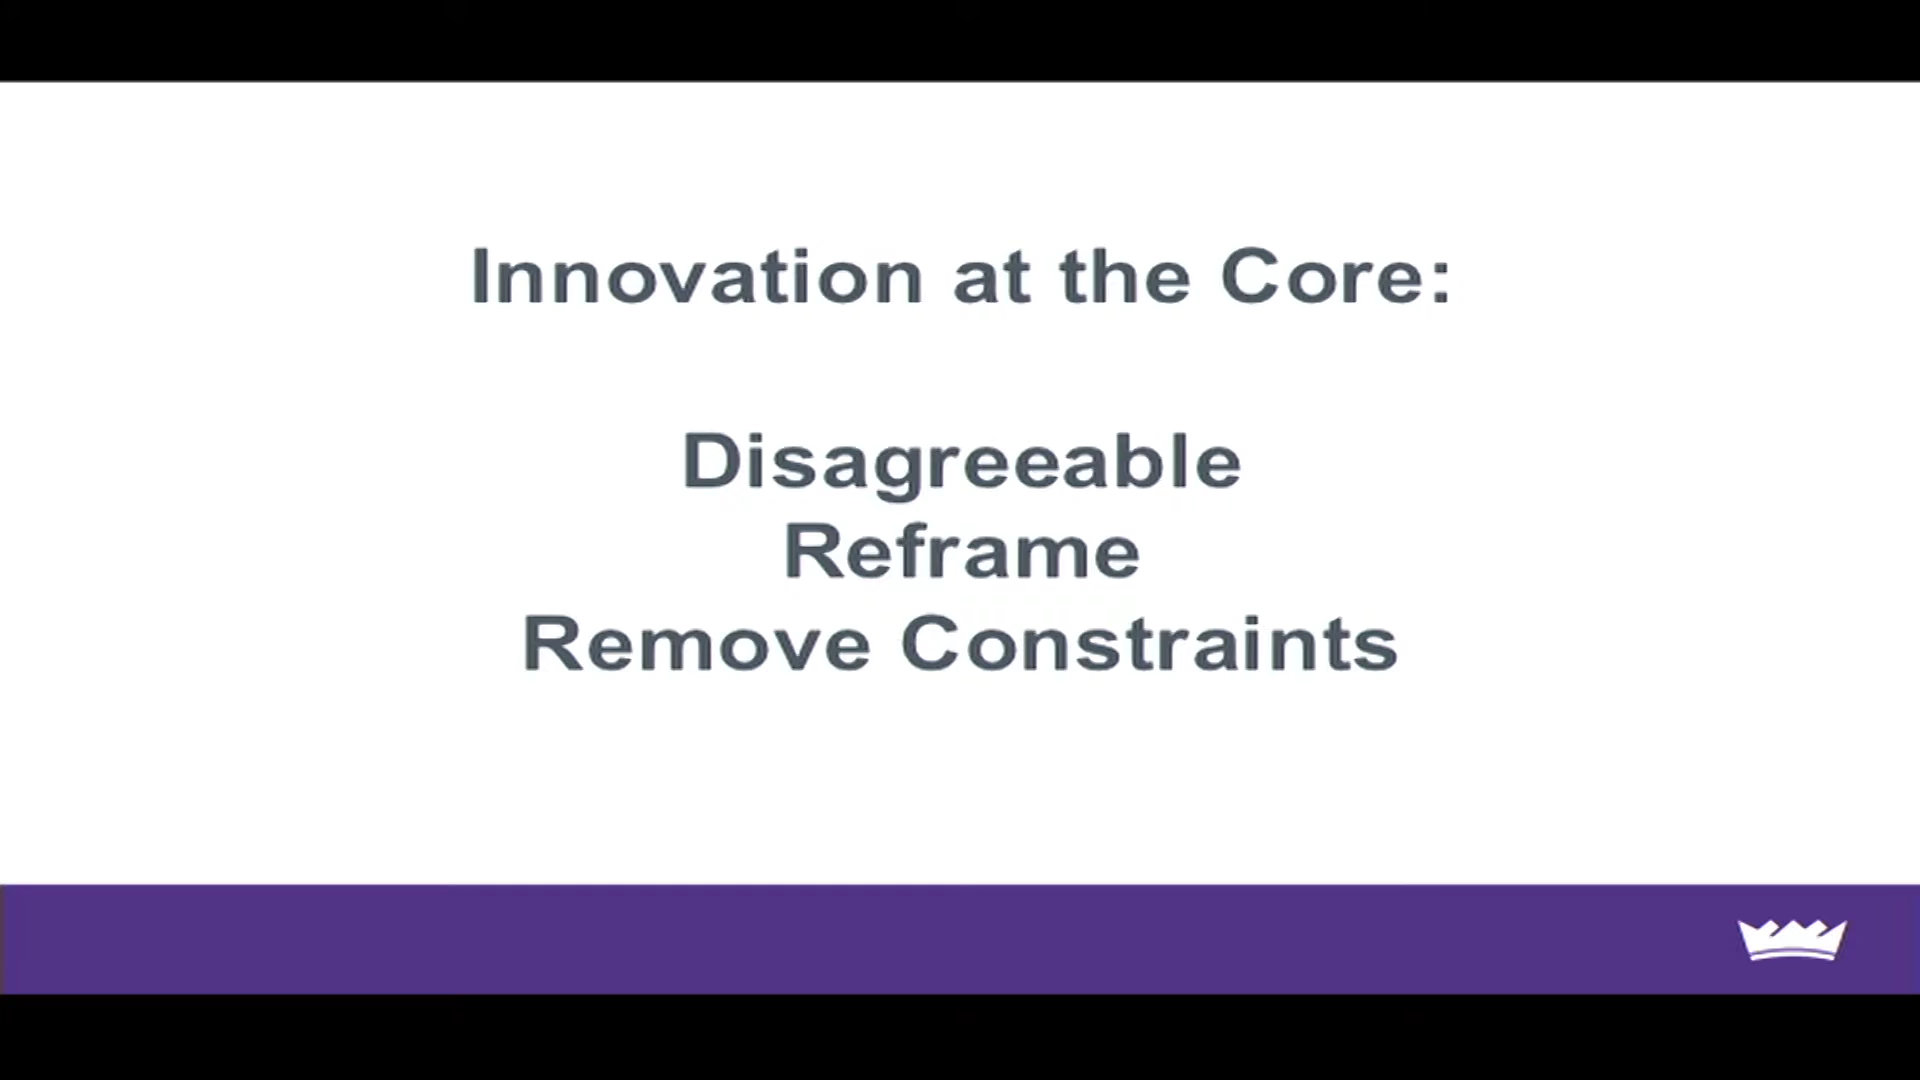 Innovation at the Core:
Disagreeable
Reframe
Remove Constraints